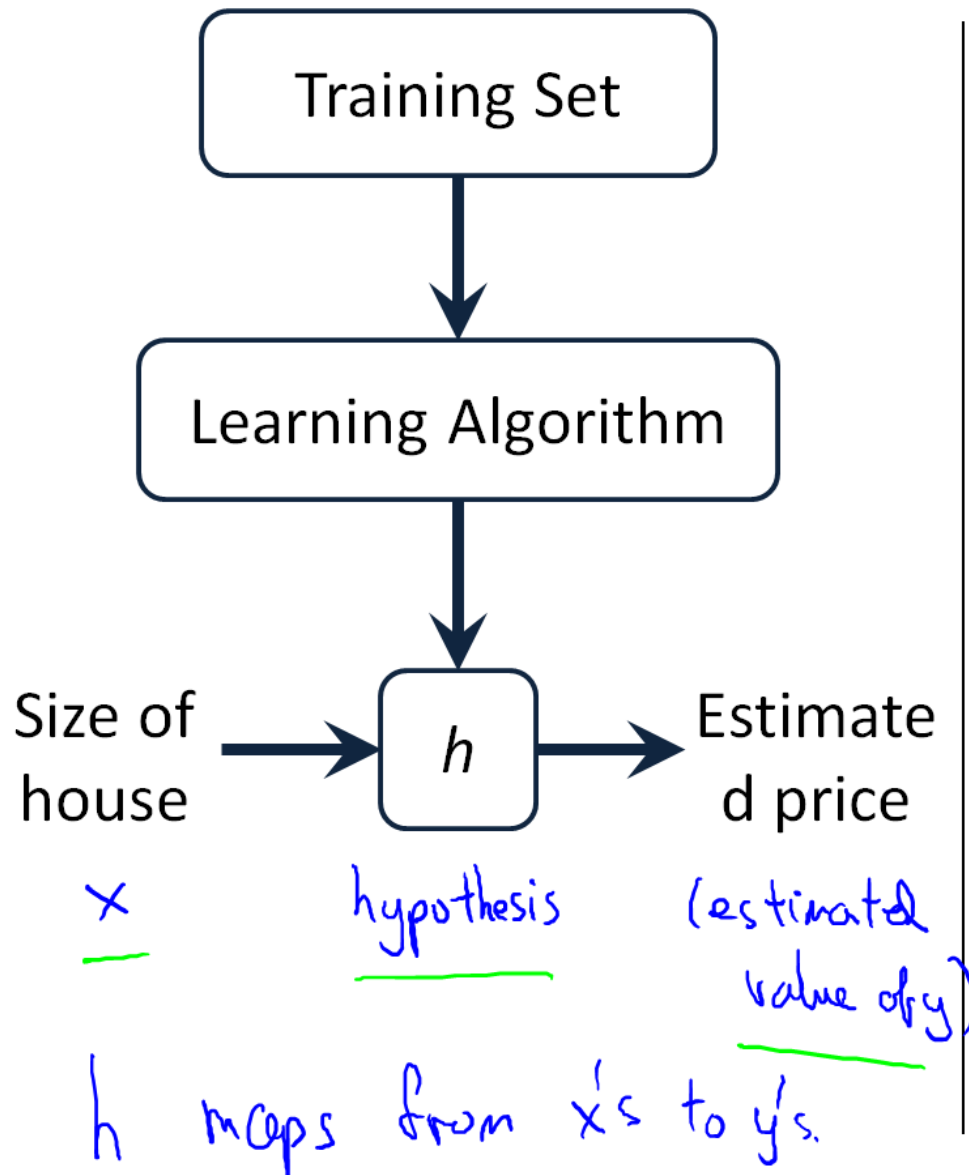 Training Set
Learning Algorithm
Size of
house
h
Estimate
d price
x
hypothesis
(estimated
value of y)
h maps from x's to y's.